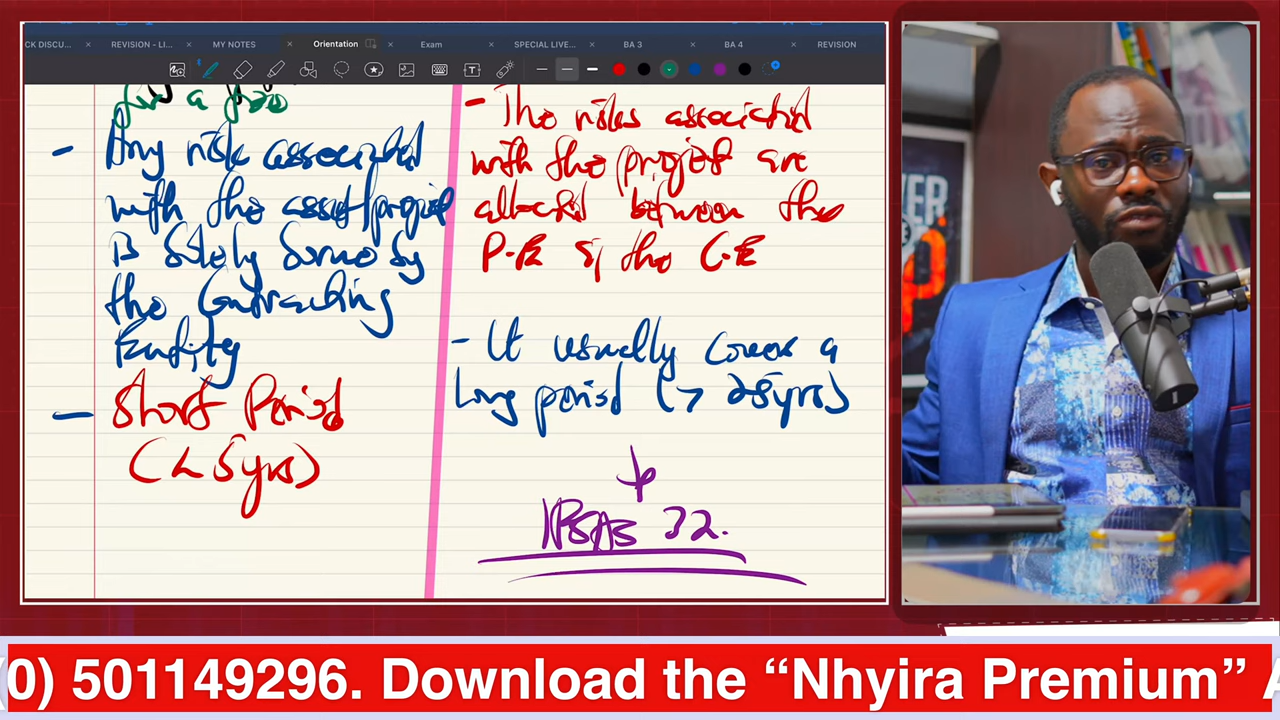 CK DISCU...
REVISION - LI...
MY NOTES
Orientation
Exam
SPECIAL LIVE...
BA 3
BA 4
REVISION
for a fee
- Any risk associated
with the asset/project
is solely borne by
the Contracting
Entity
- Short Period
(< 5yrs)
- The risks associated
with the project are
allocated between the
P.E & the C.E
- It usually covers a
long period (> 25yrs)
IPSAS 32.
(0) 501149296. Download the “Nhyira Premium” A